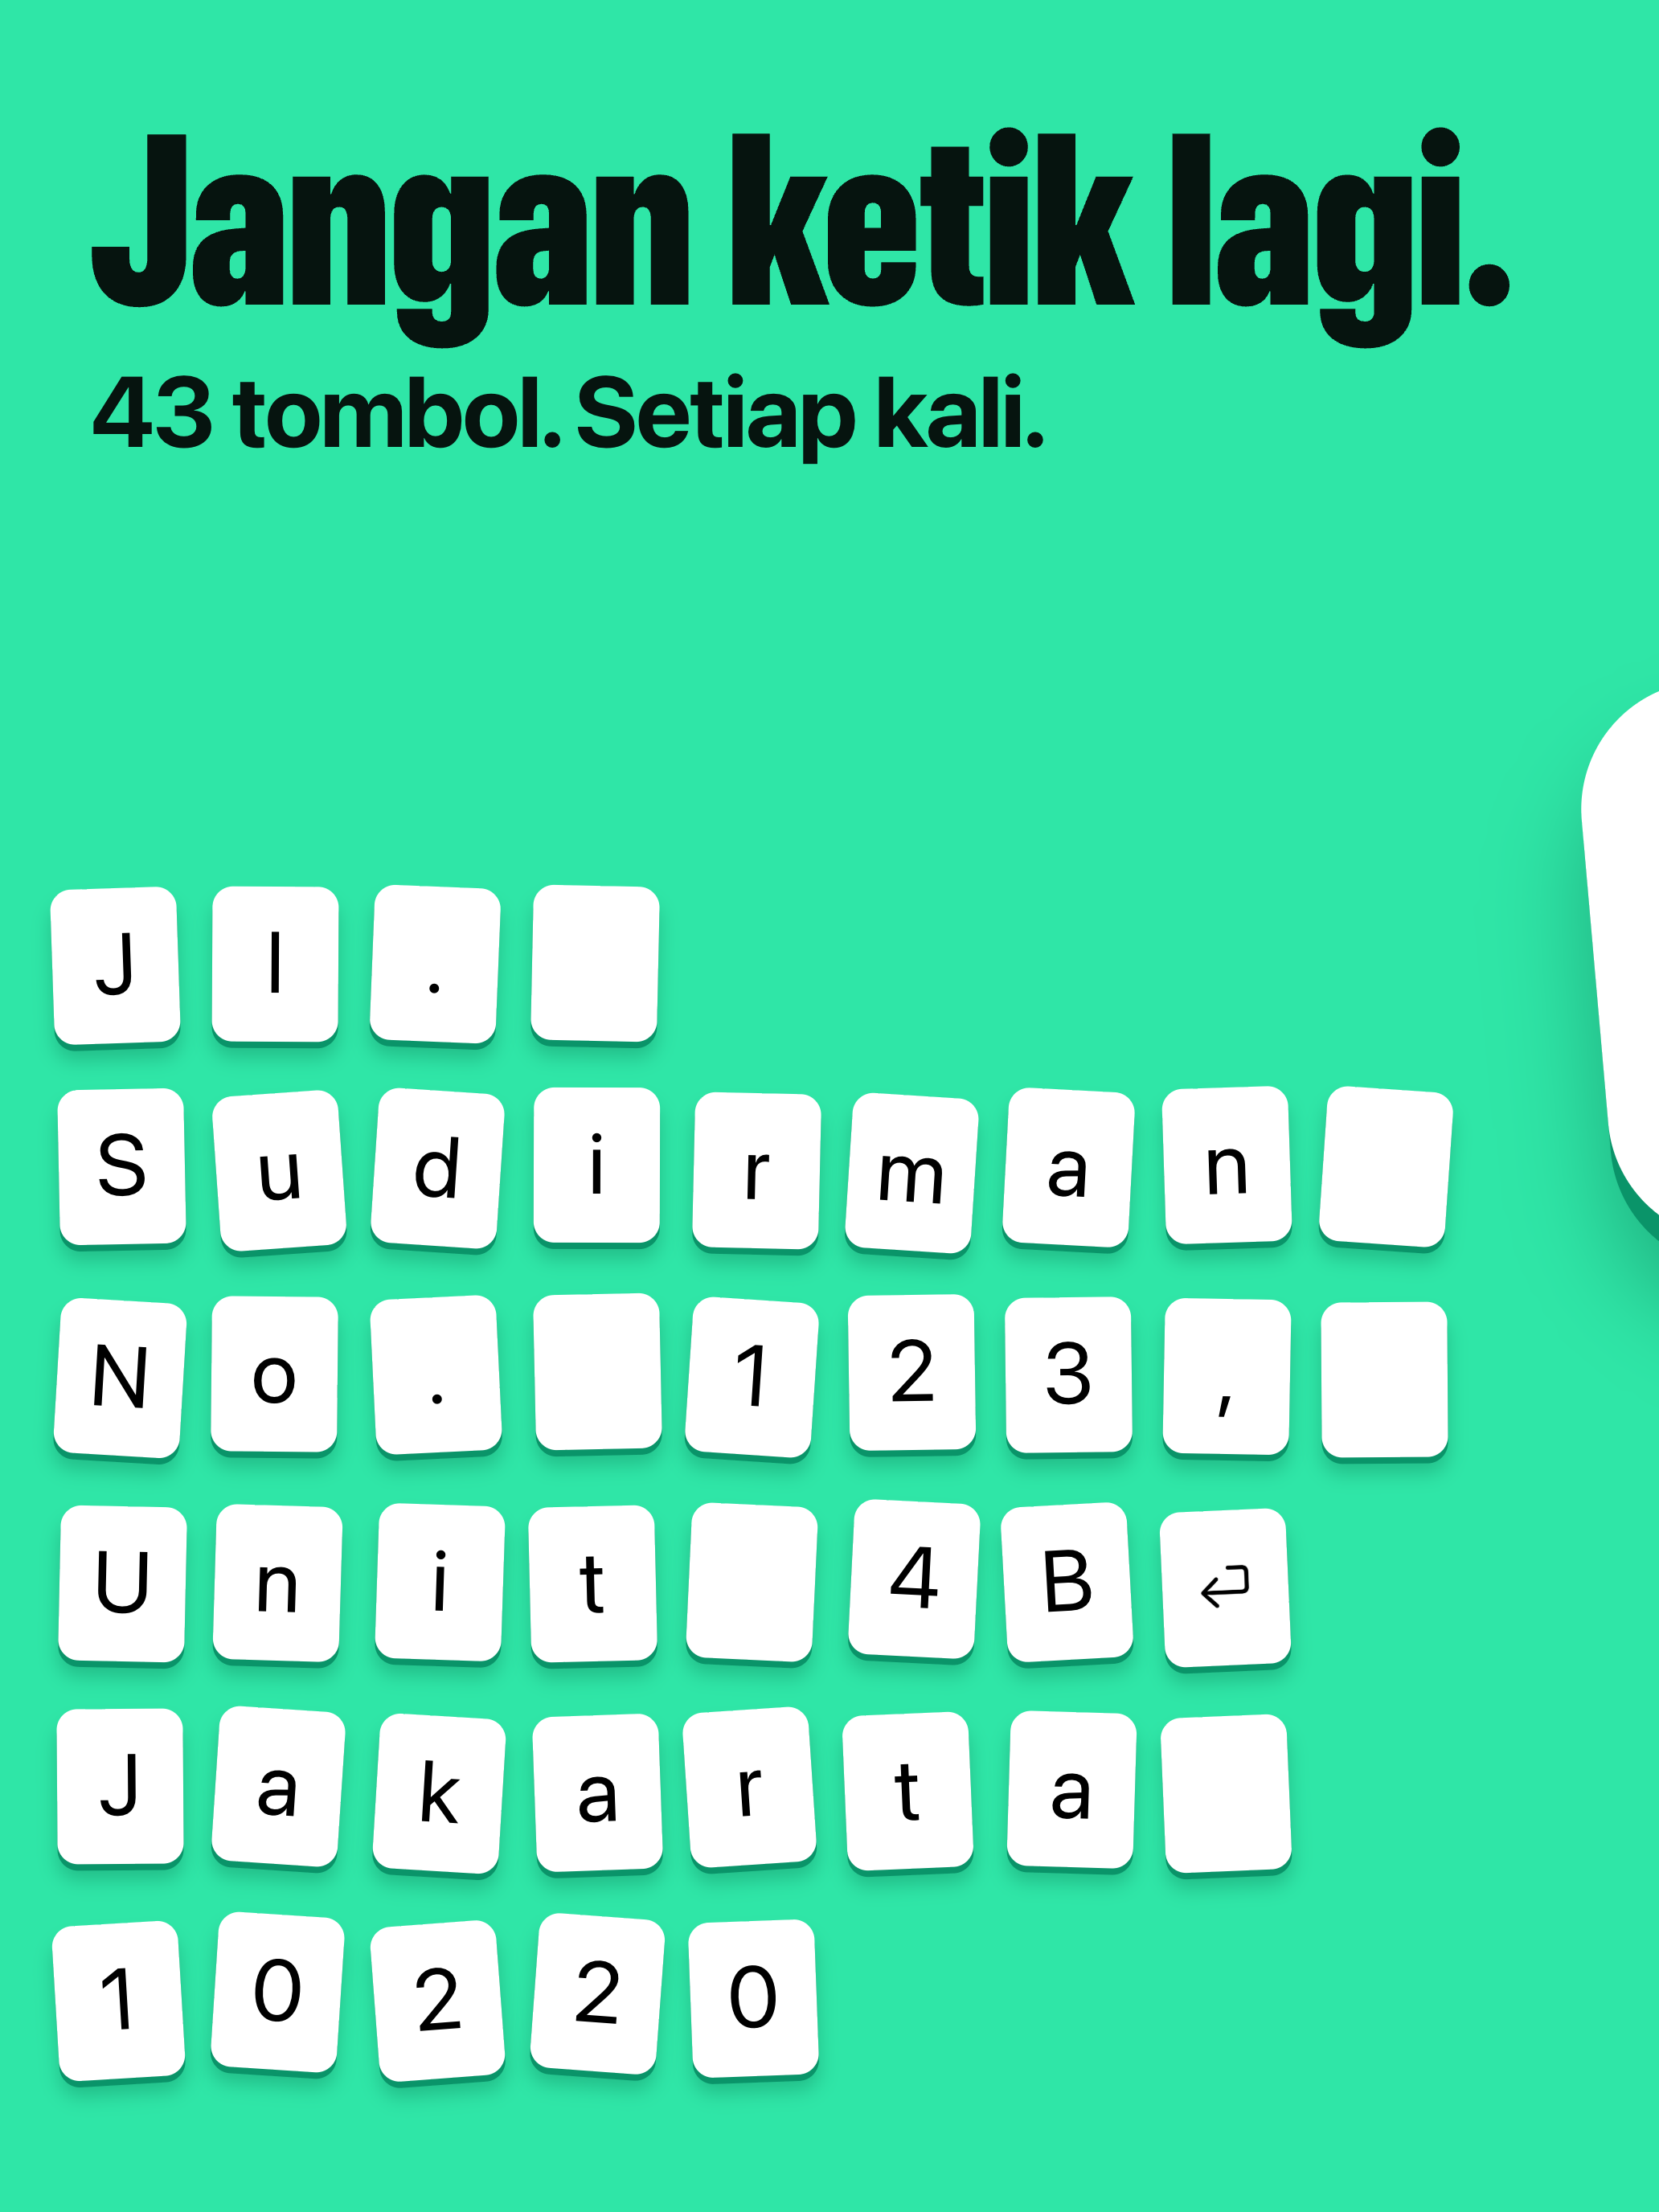 Jangan ketik lagi.
43 tombol. Setiap kali.
Jl.
Sudirman
No. 123,
Unit 4B
Jakarta
10220